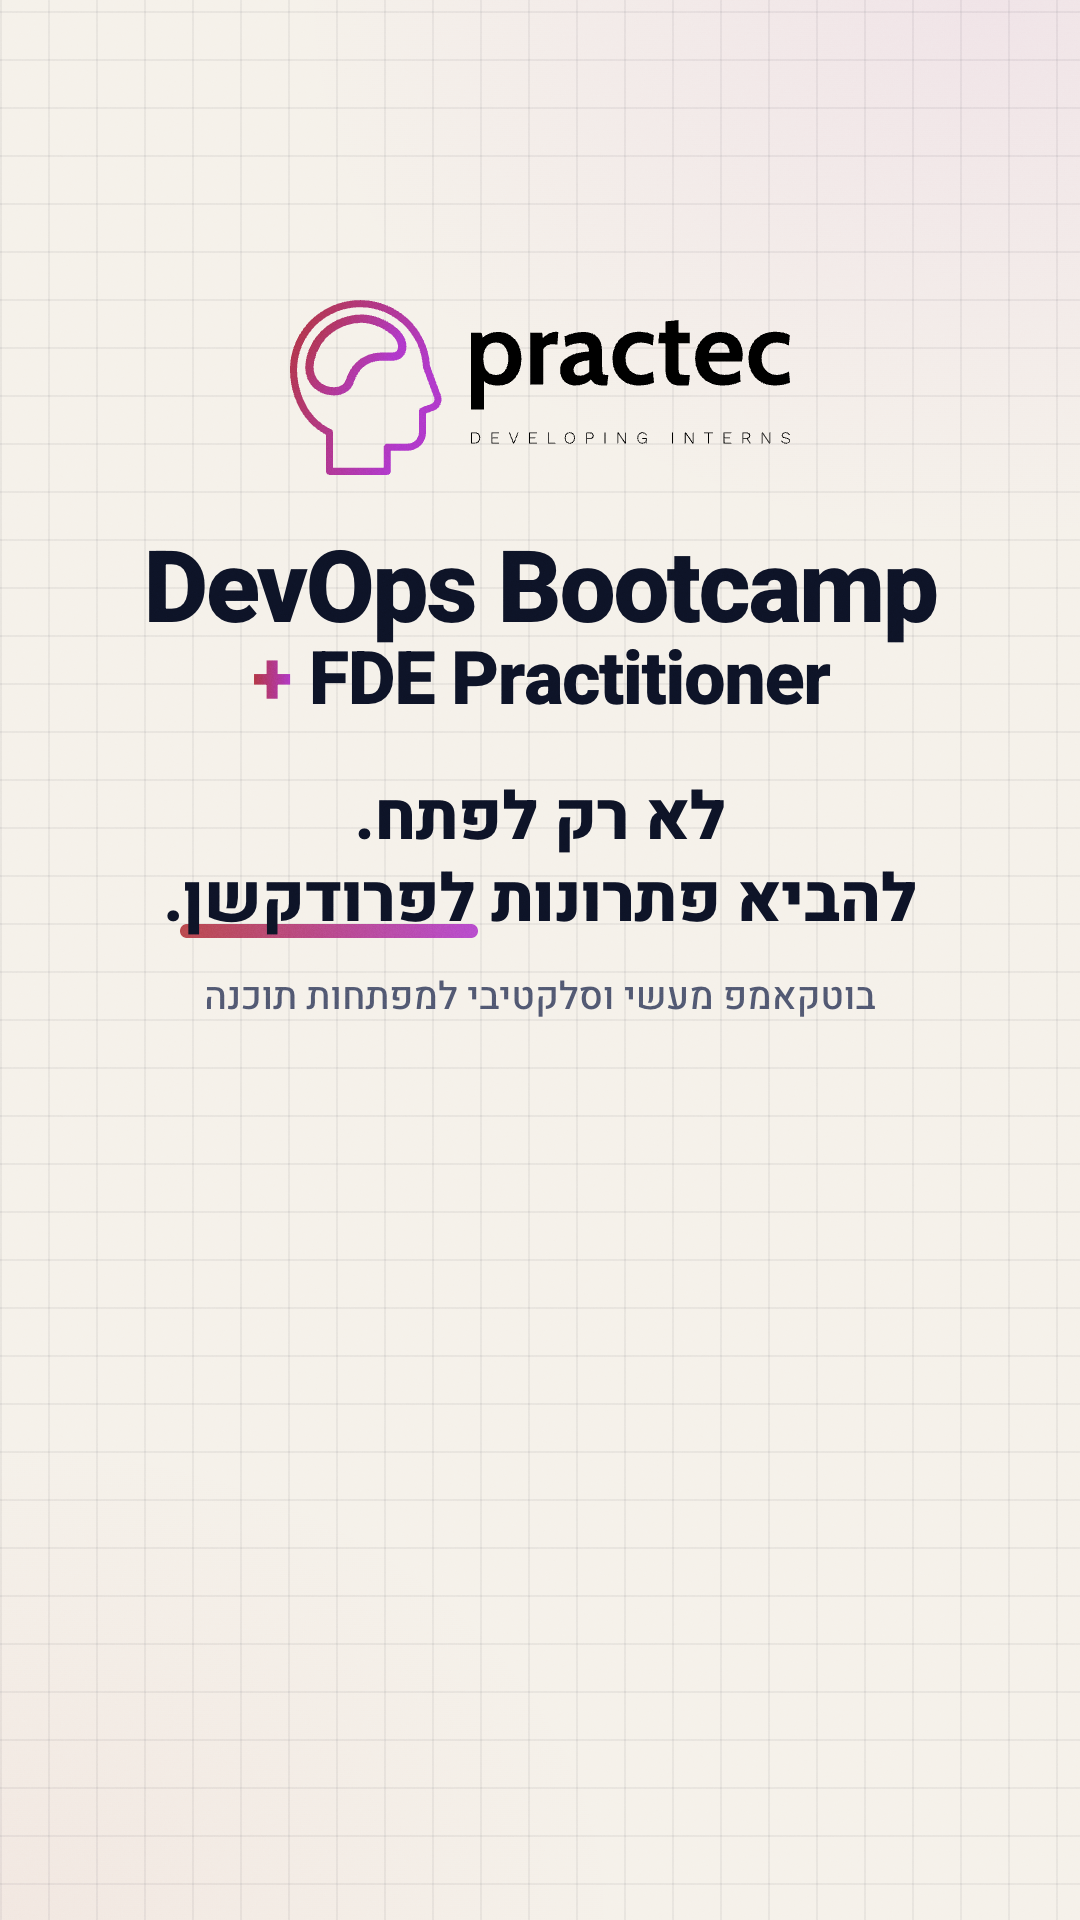 practec
DEVELOPING INTERNS
DevOps Bootcamp
+ FDE Practitioner
לא רק לפתח.
להביא פתרונות לפרודקשן.
בוטקאמפ מעשי וסלקטיבי למפתחות תוכנה